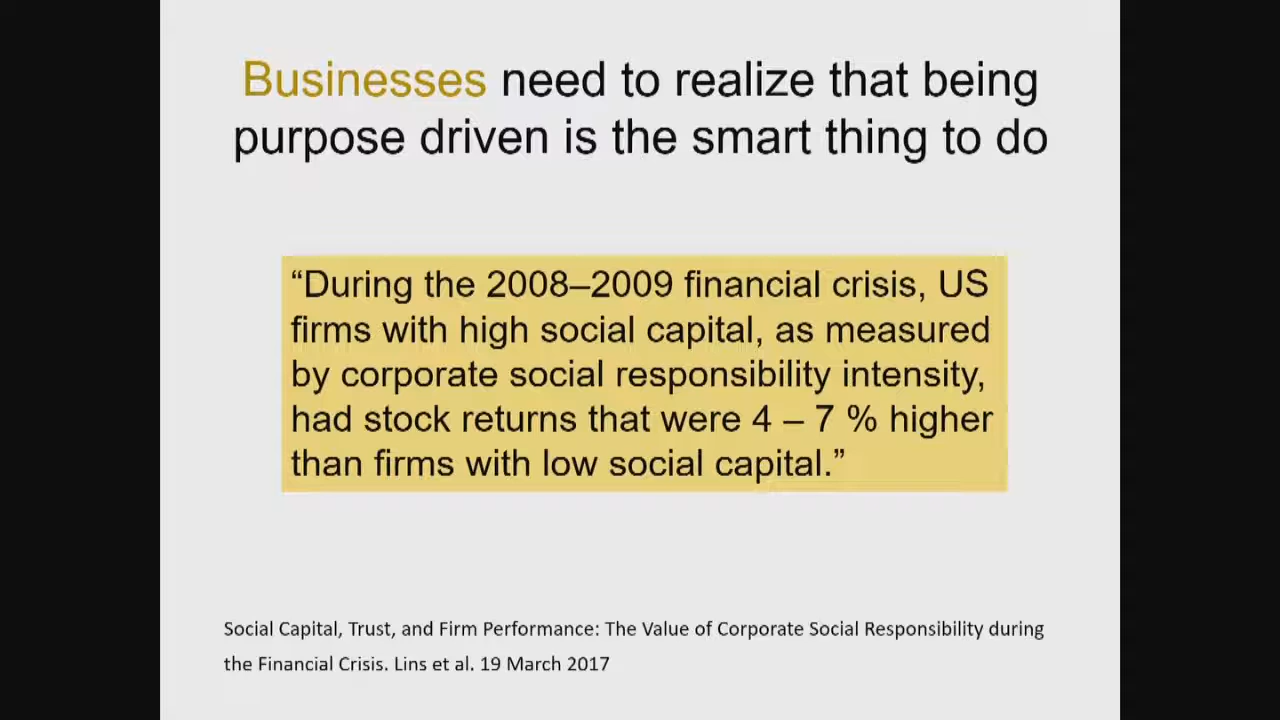 Businesses need to realize that being
purpose driven is the smart thing to do
“During the 2008–2009 financial crisis, US
firms with high social capital, as measured
by corporate social responsibility intensity,
had stock returns that were 4 – 7 % higher
than firms with low social capital.”
Social Capital, Trust, and Firm Performance: The Value of Corporate Social Responsibility during
the Financial Crisis. Lins et al. 19 March 2017